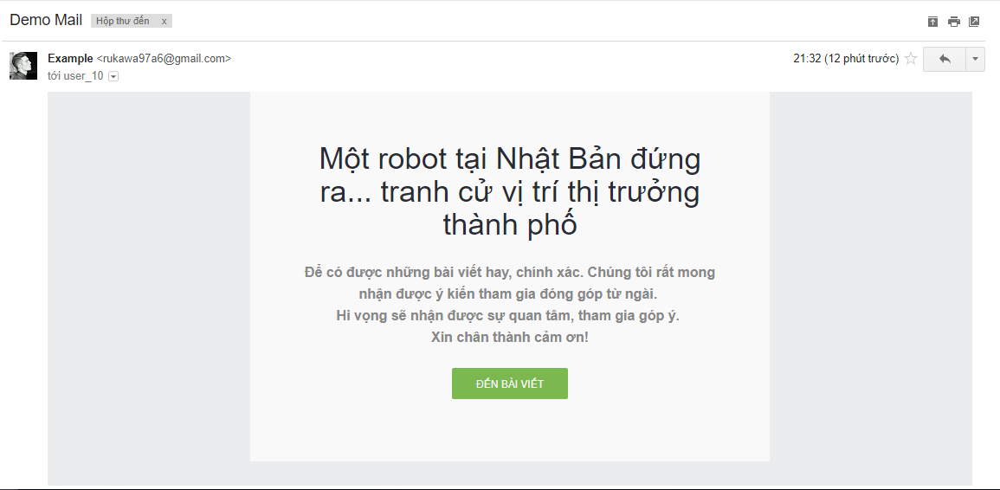 Demo Mail Hộp thư đến x
Example <rukawa97a6@gmail.com> 21:32 (12 phút trước)
tới user_10
Một robot tại Nhật Bản đứng
ra... tranh cử vị trí thị trưởng
thành phố
Để có được những bài viết hay, chính xác. Chúng tôi rất mong
nhận được ý kiến tham gia đóng góp từ ngài.
Hi vọng sẽ nhận được sự quan tâm, tham gia góp ý.
Xin chân thành cảm ơn!
ĐẾN BÀI VIẾT